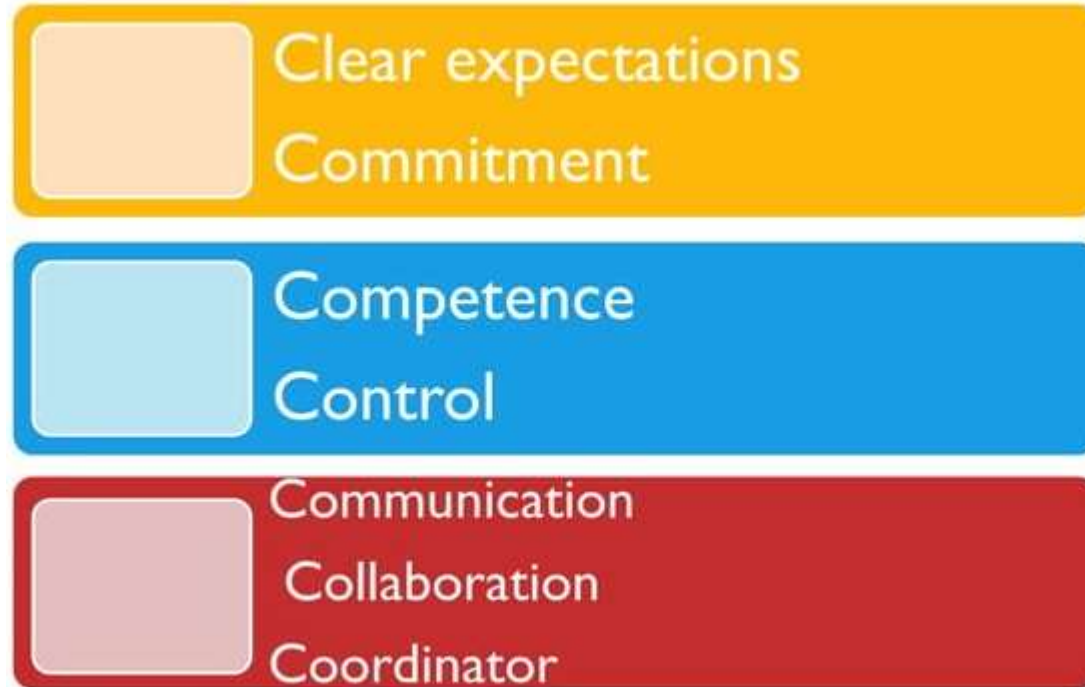 Clear expectations
Commitment
Competence
Control
Communication
Collaboration
Coordinator